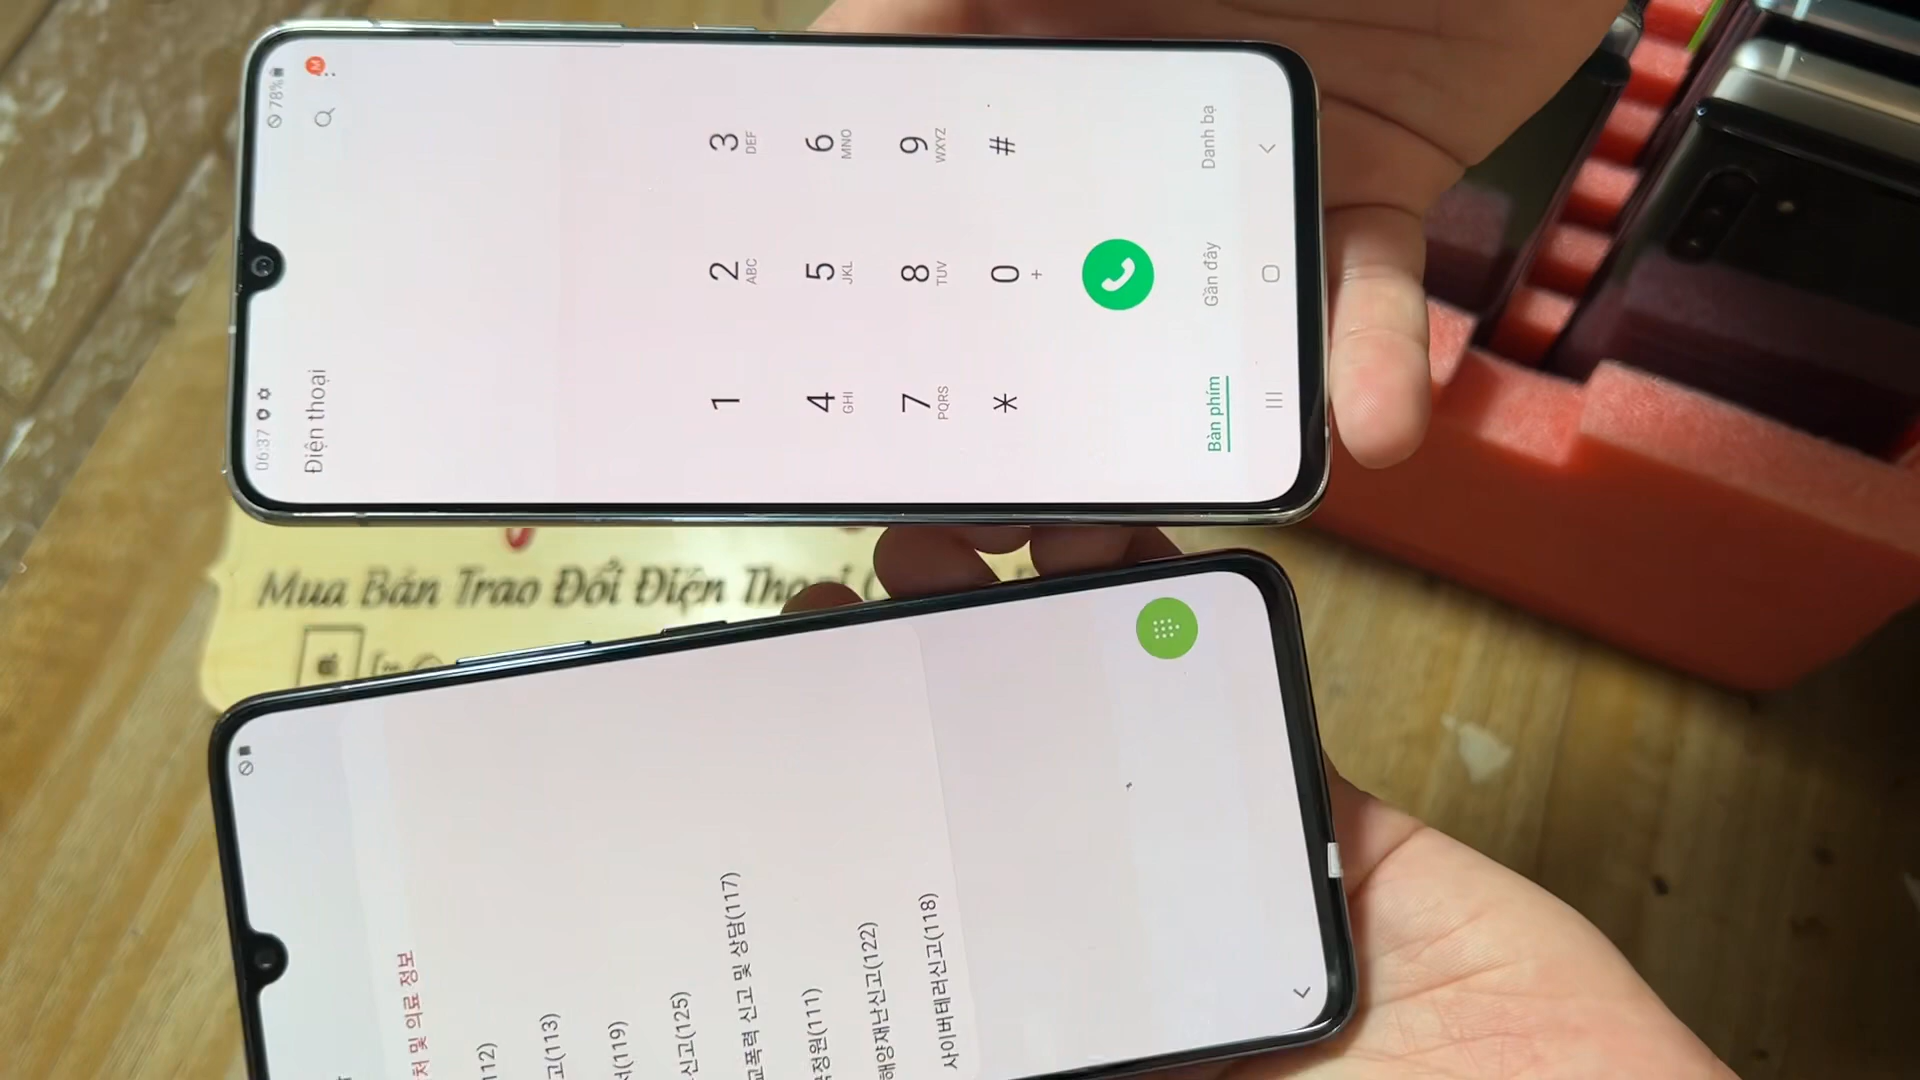 06:37
78%
Điện thoại
M
1
2 ABC
3 DEF
4 GHI
5 JKL
6 MNO
7 PQRS
8 TUV
9 WXYZ
*
0 +
#
Bàn phím Gần đây Danh bạ
Mua Bán Trao Đổi Điện Tho
및 의료 정보
112)
고(113)
(119)
신고(125)
교폭력 신고 및 상담(117)
정원(111)
해양재난신고(122)
사이버테러신고(118)